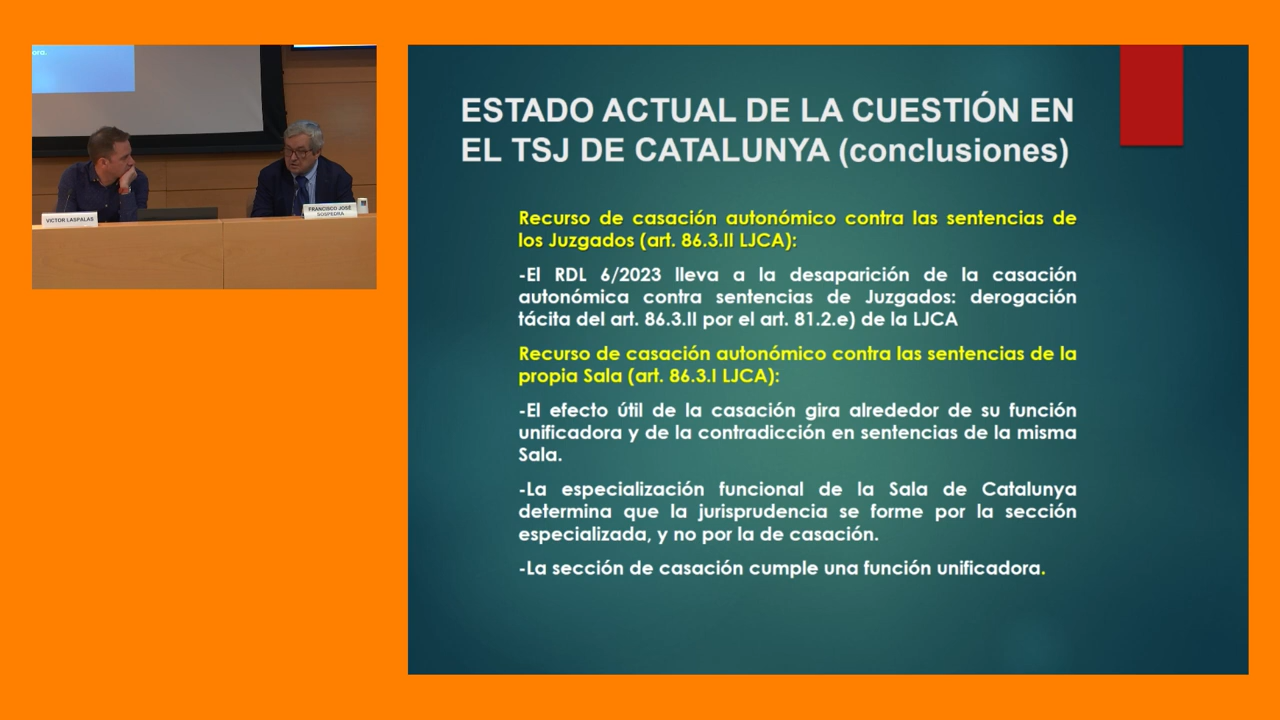 ora.
VICTOR LASPALAS
FRANCISCO JOSÉ
SOSPEDRA
ESTADO ACTUAL DE LA CUESTIÓN EN
EL TSJ DE CATALUNYA (conclusiones)
Recurso de casación autonómico contra las sentencias de
los Juzgados (art. 86.3.II LJCA):
-El RDL 6/2023 lleva a la desaparición de la casación
autonómica contra sentencias de Juzgados: derogación
tácita del art. 86.3.II por el art. 81.2.e) de la LJCA
Recurso de casación autonómico contra las sentencias de la
propia Sala (art. 86.3.I LJCA):
-El efecto útil de la casación gira alrededor de su función
unificadora y de la contradicción en sentencias de la misma
Sala.
-La especialización funcional de la Sala de Catalunya
determina que la jurisprudencia se forme por la sección
especializada, y no por la de casación.
-La sección de casación cumple una función unificadora.